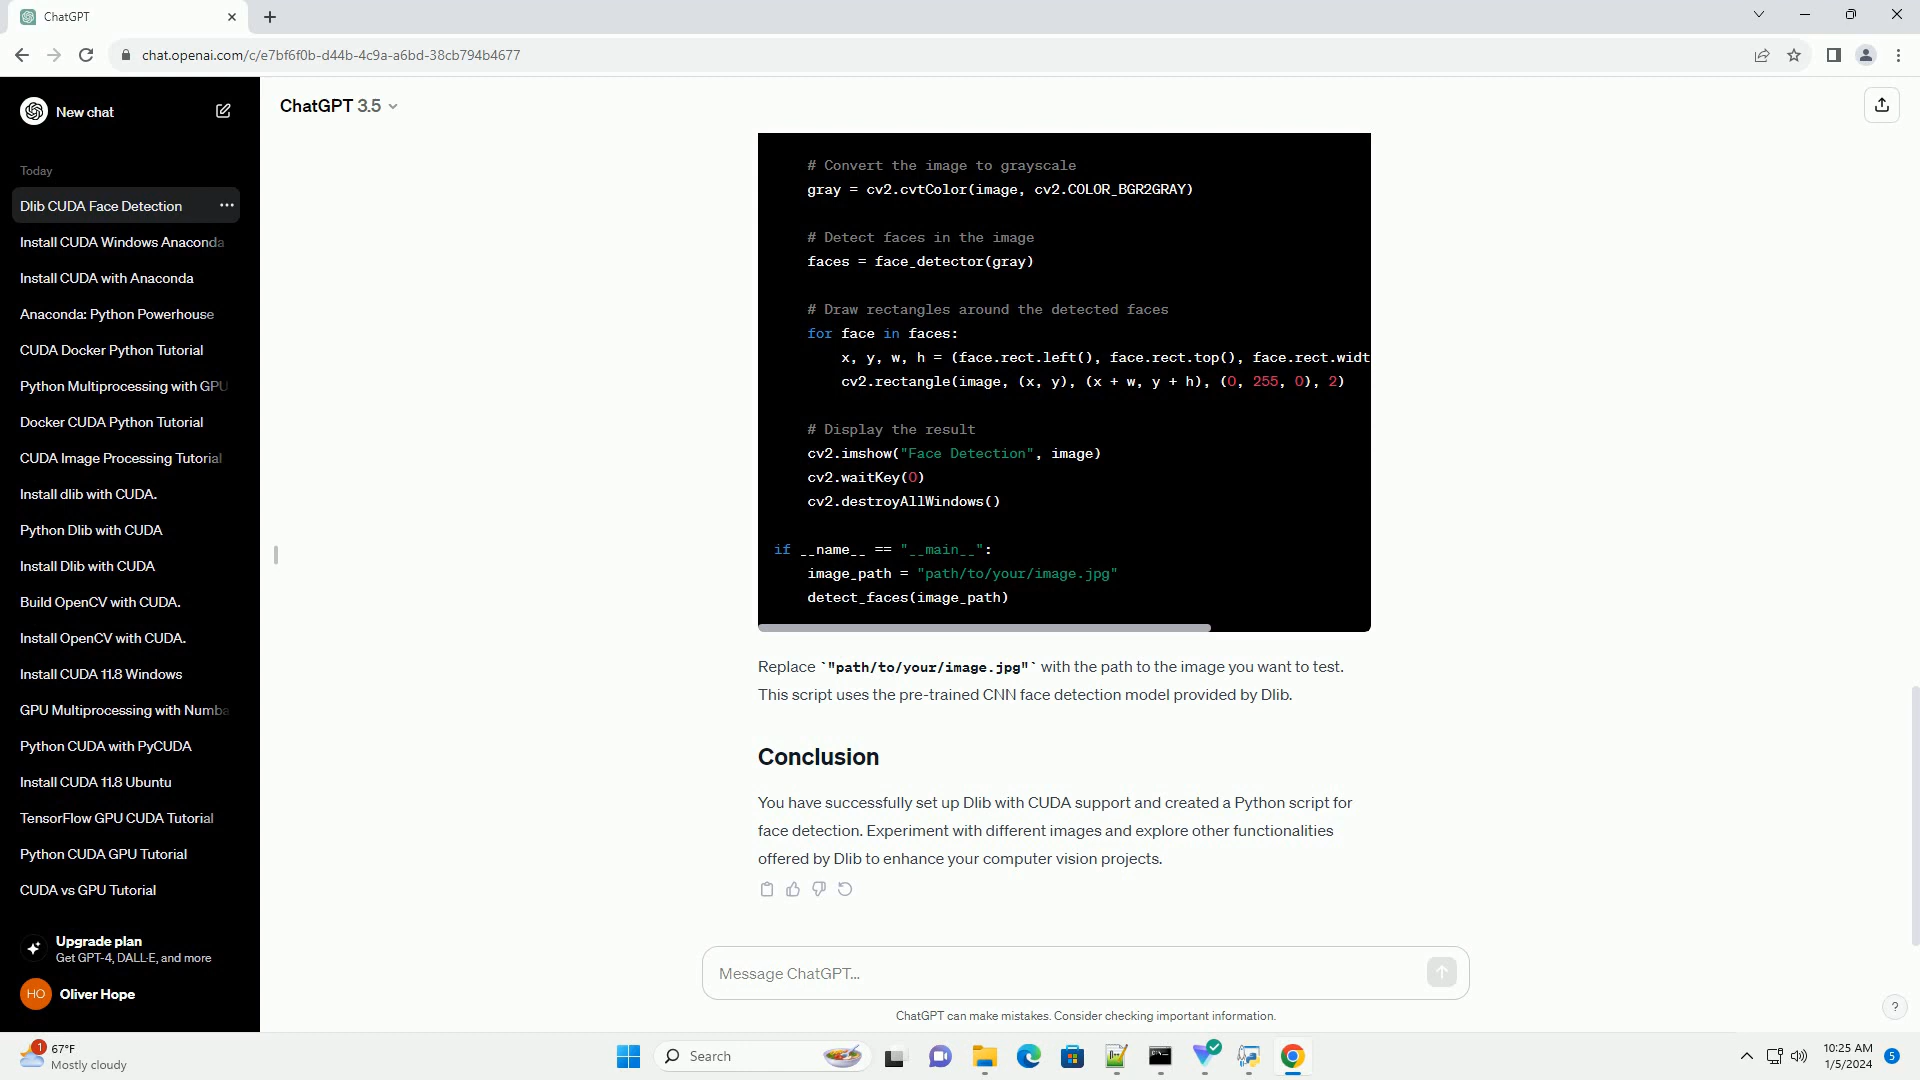 ChatGPT
chat.openai.com/c/e7bf6f0b-d44b-4c9a-a6bd-38cb794b4677
New chat
Today
Dlib CUDA Face Detection
Install CUDA Windows Anaconda
Install CUDA with Anaconda
Anaconda: Python Powerhouse
CUDA Docker Python Tutorial
Python Multiprocessing with GPU
Docker CUDA Python Tutorial
CUDA Image Processing Tutorial
Install dlib with CUDA.
Python Dlib with CUDA
Install Dlib with CUDA
Build OpenCV with CUDA.
Install OpenCV with CUDA.
Install CUDA 11.8 Windows
GPU Multiprocessing with Numba
Python CUDA with PyCUDA
Install CUDA 11.8 Ubuntu
TensorFlow GPU CUDA Tutorial
Python CUDA GPU Tutorial
CUDA vs GPU Tutorial
Upgrade plan
Get GPT-4, DALL·E, and more
HO
Oliver Hope
ChatGPT 3.5
# Convert the image to grayscale
gray = cv2.cvtColor(image, cv2.COLOR_BGR2GRAY)
# Detect faces in the image
faces = face_detector(gray)
# Draw rectangles around the detected faces
for face in faces:
x, y, w, h = (face.rect.left(), face.rect.top(), face.rect.widt
cv2.rectangle(image, (x, y), (x + w, y + h), (0, 255, 0), 2)
# Display the result
cv2.imshow("Face Detection", image)
cv2.waitKey(0)
cv2.destroyAllWindows()
if __name__ == "__main__":
image_path = "path/to/your/image.jpg"
detect_faces(image_path)
Replace `"path/to/your/image.jpg"` with the path to the image you want to test.
This script uses the pre-trained CNN face detection model provided by Dlib.
Conclusion
You have successfully set up Dlib with CUDA support and created a Python script for
face detection. Experiment with different images and explore other functionalities
offered by Dlib to enhance your computer vision projects.
Message ChatGPT…
ChatGPT can make mistakes. Consider checking important information.
?
1
67°F
Mostly cloudy
Search
10:25 AM
1/5/2024
5